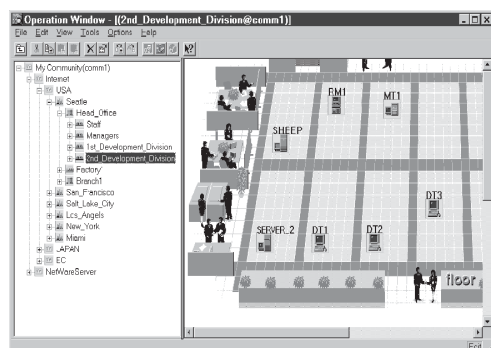 Operation Window - [(2nd_Development_Division@comm1)]
File Edit View Tools Options Help
My Community(comm1)
Internet
USA
Seatle
Head_Office
Staff
Managers
1st_Development_Division
2nd_Development_Division
Factory
Branch1
San_Francisco
Salt_Lake_City
Los_Angels
New_York
Miami
JAPAN
EC
NetWareServer
RM1
MT1
SHEEP
DT3
SERVER_2
DT1
DT2
floor
Exit